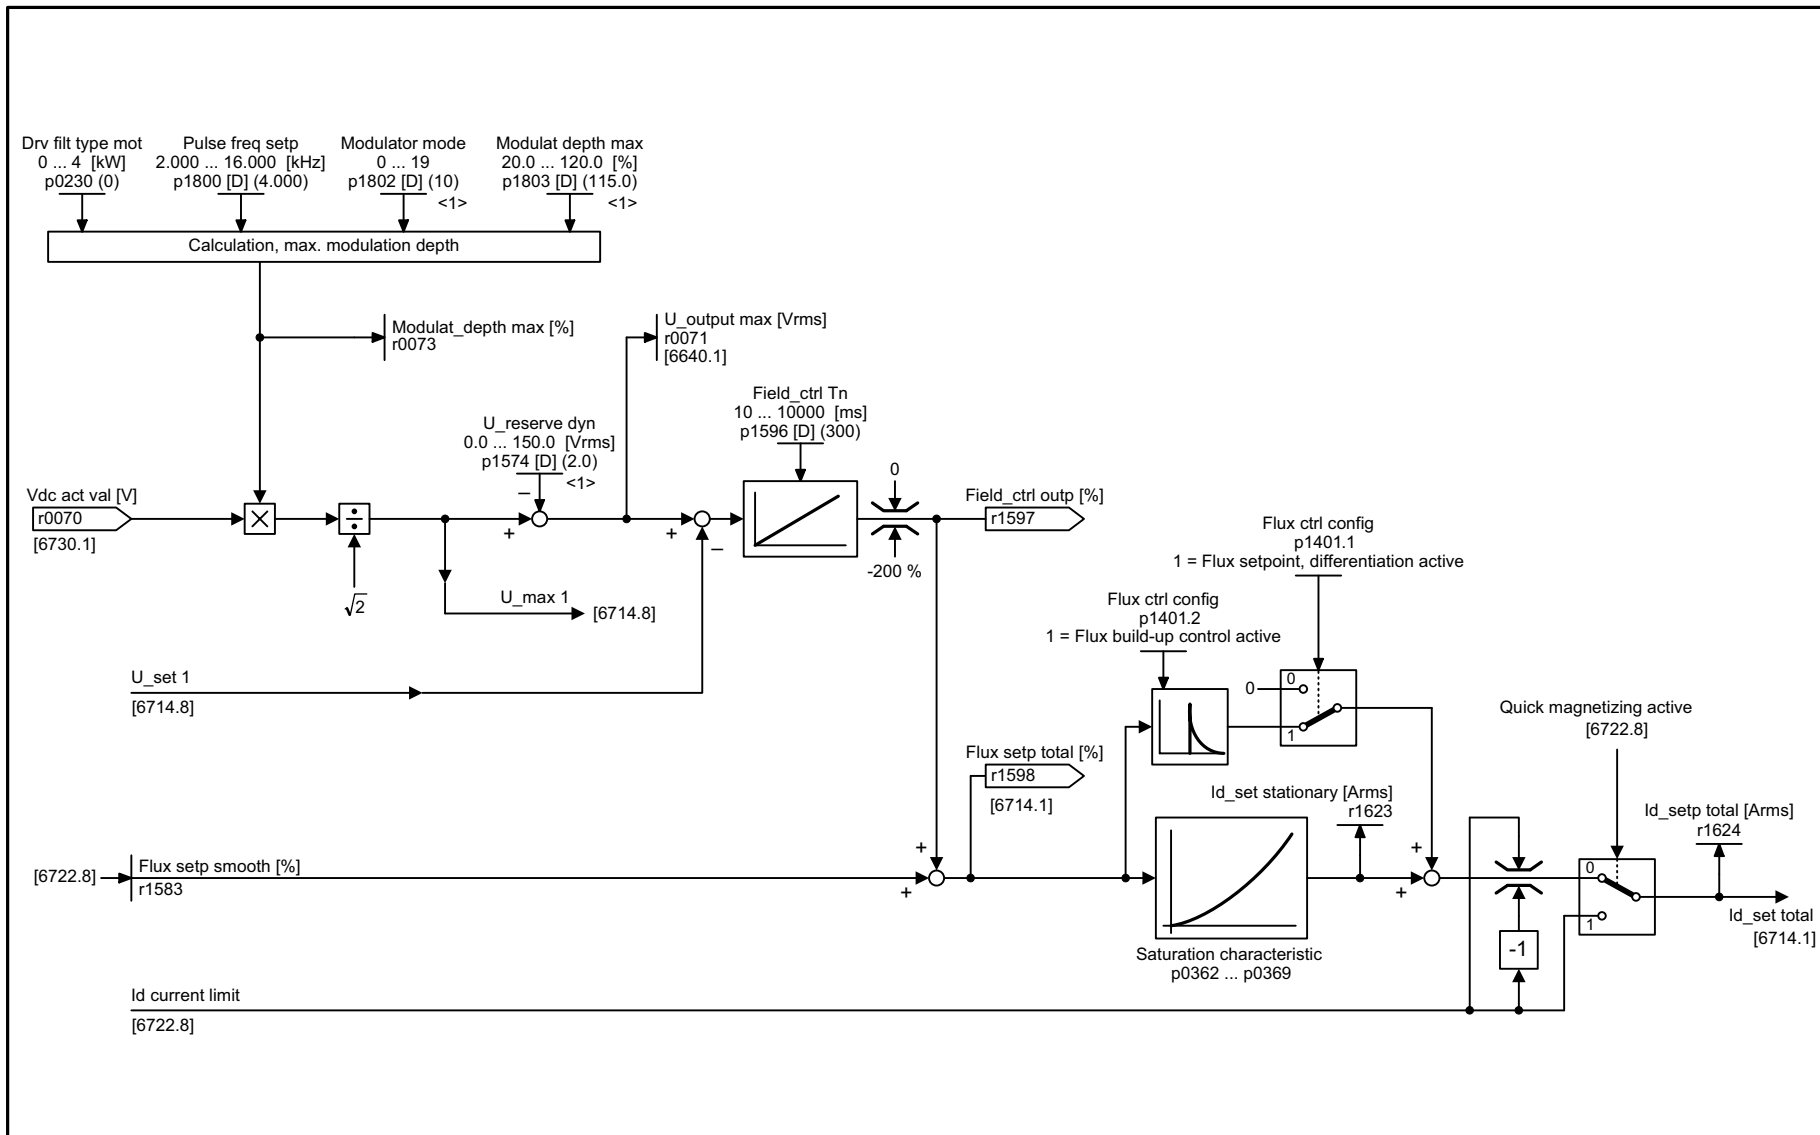 Drv filt type mot
0 ... 4 [kW]
p0230 (0)
Pulse freq setp
2.000 ... 16.000 [kHz]
p1800 [D] (4.000)
Modulator mode
0 ... 19
p1802 [D] (10)
<1>
Modulat depth max
20.0 ... 120.0 [%]
p1803 [D] (115.0)
<1>
Calculation, max. modulation depth
Modulat_depth max [%]
r0073
U_output max [Vrms]
r0071
[6640.1]
Field_ctrl Tn
10 ... 10000 [ms]
p1596 [D] (300)
U_reserve dyn
0.0 ... 150.0 [Vrms]
p1574 [D] (2.0)
<1>
–
Vdc act val [V]
r0070
[6730.1]
×
÷
√2
+
+
–
0
-200 %
Field_ctrl outp [%]
r1597
U_max 1
[6714.8]
Flux ctrl config
p1401.1
1 = Flux setpoint, differentiation active
Flux ctrl config
p1401.2
1 = Flux build-up control active
U_set 1
[6714.8]
0
0
1
Quick magnetizing active
[6722.8]
Flux setp total [%]
r1598
[6714.1]
Id_set stationary [Arms]
r1623
Id_setp total [Arms]
r1624
[6722.8]
Flux setp smooth [%]
r1583
+
+
+
+
0
1
Id_set total
[6714.1]
-1
Saturation characteristic
p0362 ... p0369
Id current limit
[6722.8]